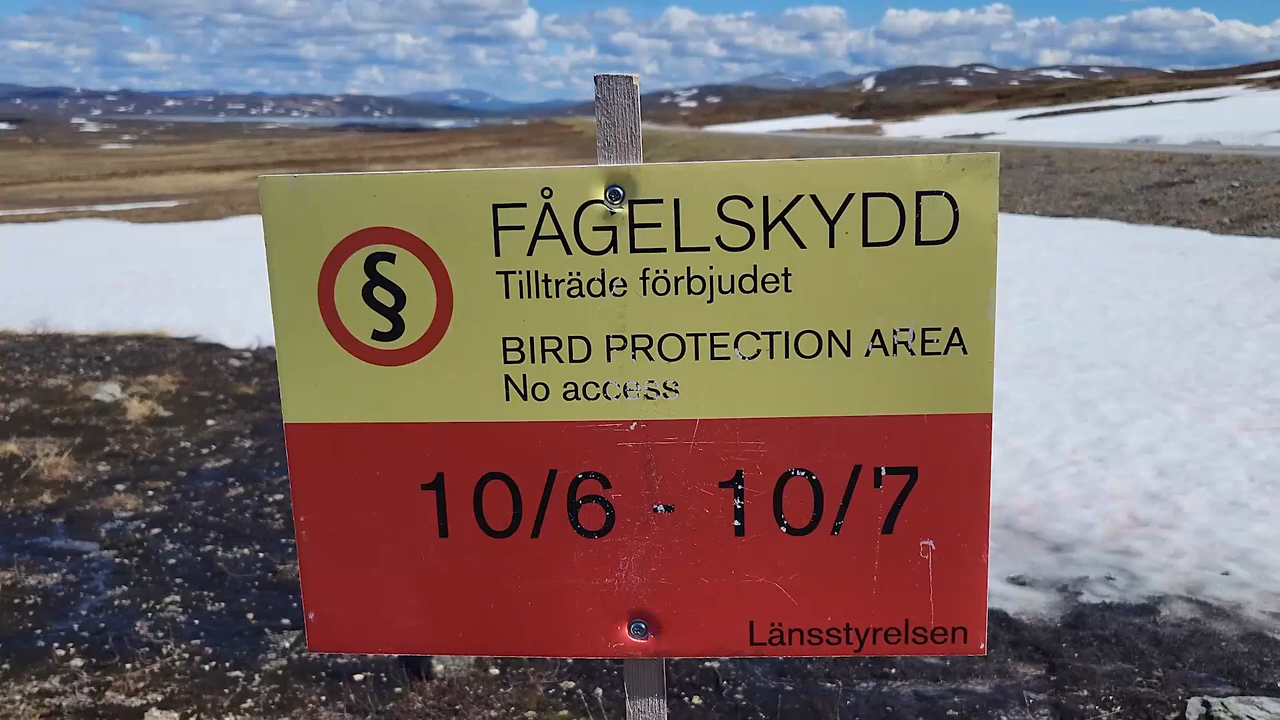 §
FÅGELSKYDD
Tillträde förbjudet
BIRD PROTECTION AREA
No access
10/6 - 10/7
Länsstyrelsen